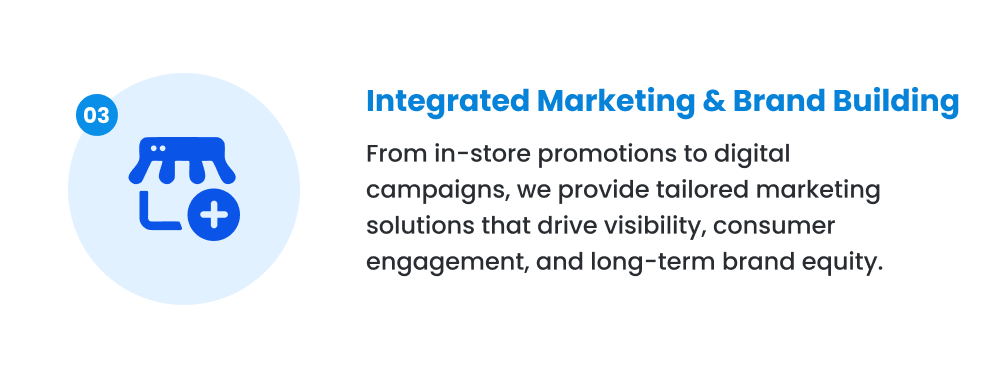 03
Integrated Marketing & Brand Building
From in-store promotions to digital
campaigns, we provide tailored marketing
solutions that drive visibility, consumer
engagement, and long-term brand equity.